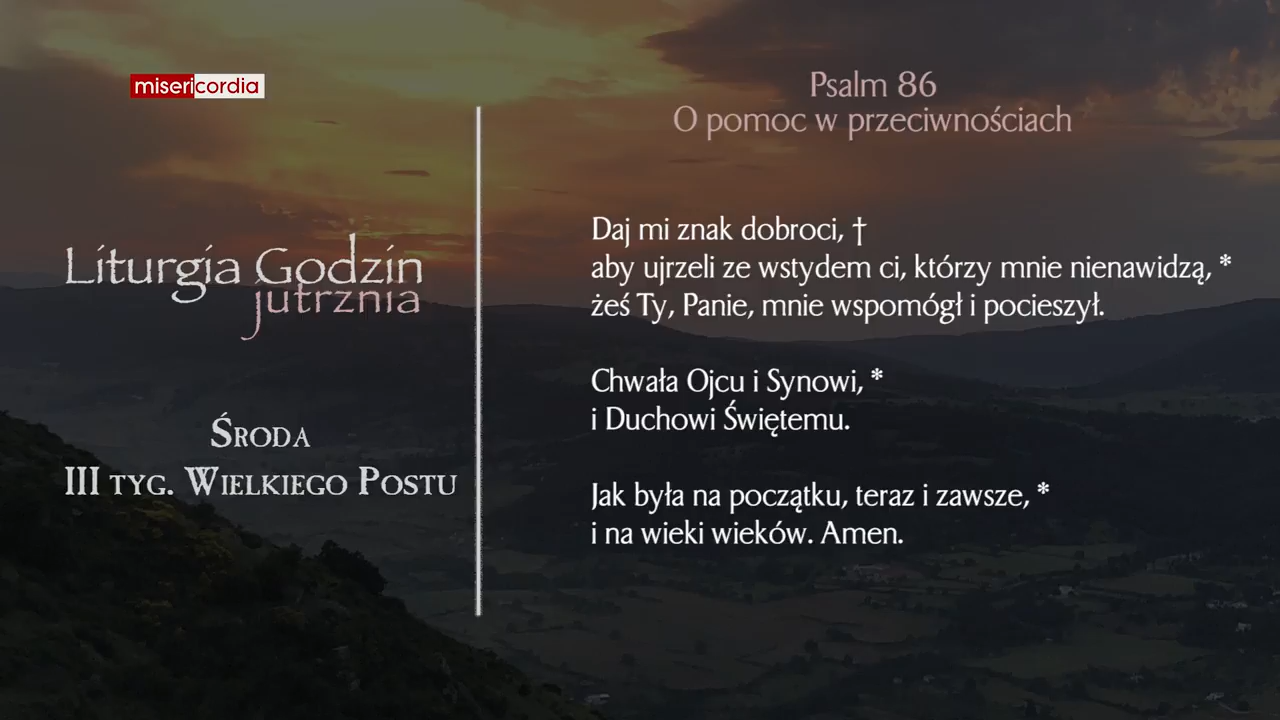 misericordia
Liturgia Godzin
jutrznia
Środa
III tyg. Wielkiego Postu
Psalm 86
O pomoc w przeciwnościach
Daj mi znak dobroci, †
aby ujrzeli ze wstydem ci, którzy mnie nienawidzą, *
żeś Ty, Panie, mnie wspomógł i pocieszył.
Chwała Ojcu i Synowi, *
i Duchowi Świętemu.
Jak była na początku, teraz i zawsze, *
i na wieki wieków. Amen.